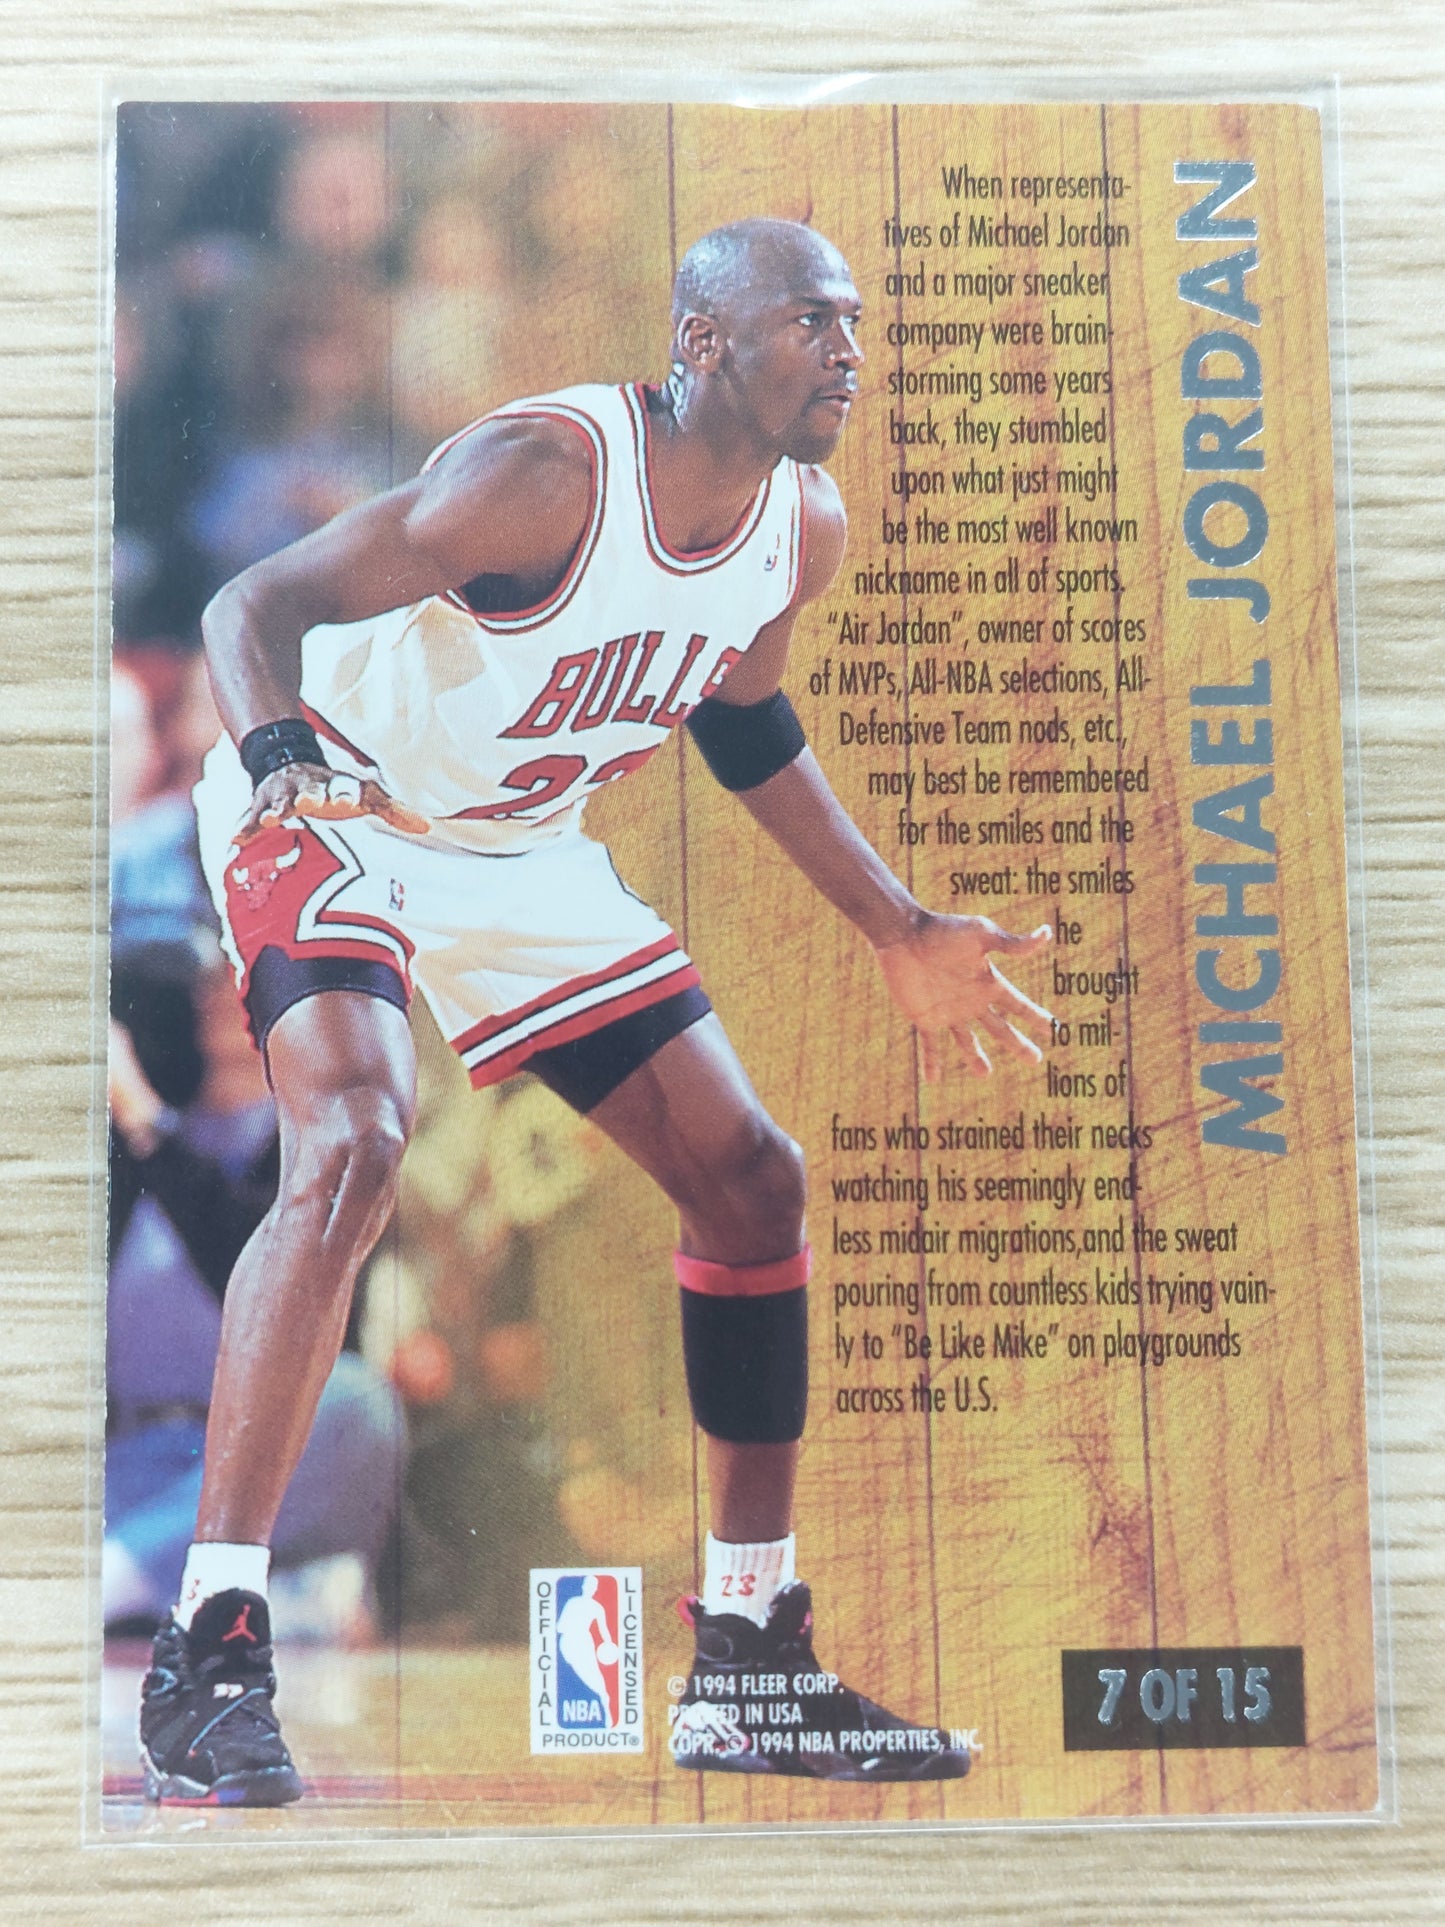 When representa-
tives of Michael Jordan
and a major sneaker
company were brain-
storming some years
back, they stumbled
upon what just might
be the most well known
nickname in all of sports.
"Air Jordan", owner of scores
of MVPs, All-NBA selections, All-
Defensive Team nods, etc.,
may best be remembered
for the smiles and the
sweat: the smiles
he
brought
to mil-
lions of
fans who strained their necks
watching his seemingly end-
less midair migrations,and the sweat
pouring from countless kids trying vain-
ly to "Be Like Mike" on playgrounds
across the U.S.
MICHAEL JORDAN
BULLS
23
23
OFFICIAL
LICENSED
NBA
PRODUCT®
© 1994 FLEER CORP.
PRINTED IN USA
COPR. © 1994 NBA PROPERTIES, INC.
7 OF 15